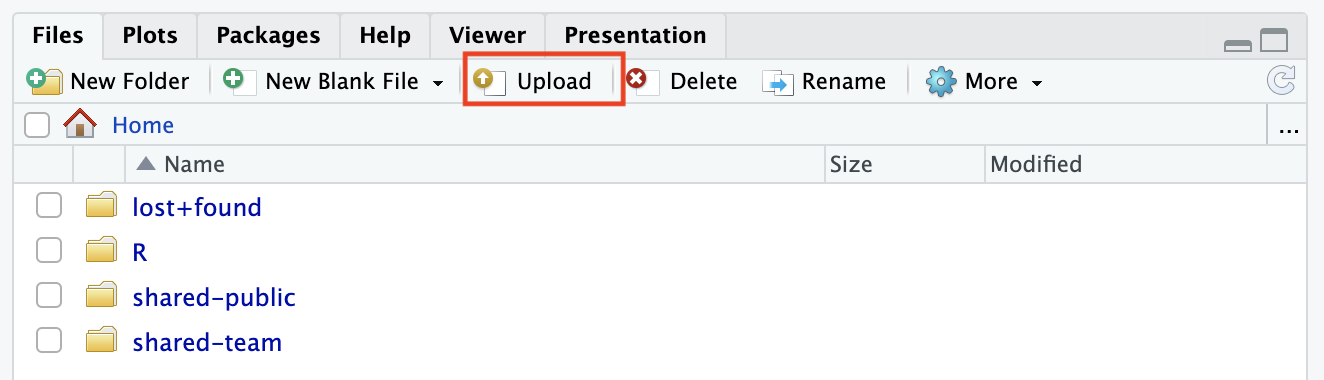 Files Plots Packages Help Viewer Presentation
New Folder New Blank File Upload Delete Rename More
Home ...
Name Size Modified
lost+found
R
shared-public
shared-team